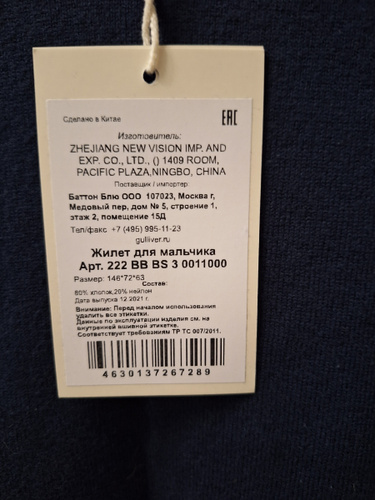 Сделано в Китае
EAC
Изготовитель:
ZHEJIANG NEW VISION IMP. AND
EXP. CO., LTD., () 1409 ROOM,
PACIFIC PLAZA,NINGBO, CHINA
Поставщик / импортер
Баттон Блю ООО 107023, Москва г,
Медовый пер, дом № 5, строение 1,
этаж 2, помещение 15Д
Тел/факс +7 (495) 995-11-23
gulliver.ru
Жилет для мальчика
Арт. 222 BB BS 3 0011000
Размер: 146*72*63
Состав:
80% хлопок,20% нейлон
Дата выпуска 12.2021 г.
Внимание: Перед началом использования
удалить все этикетки.
Данные по эксплуатации изделия см. на
внутренней вшивной этикетке.
Соответствует требованиям ТР ТС 007/2011.
4630137267289